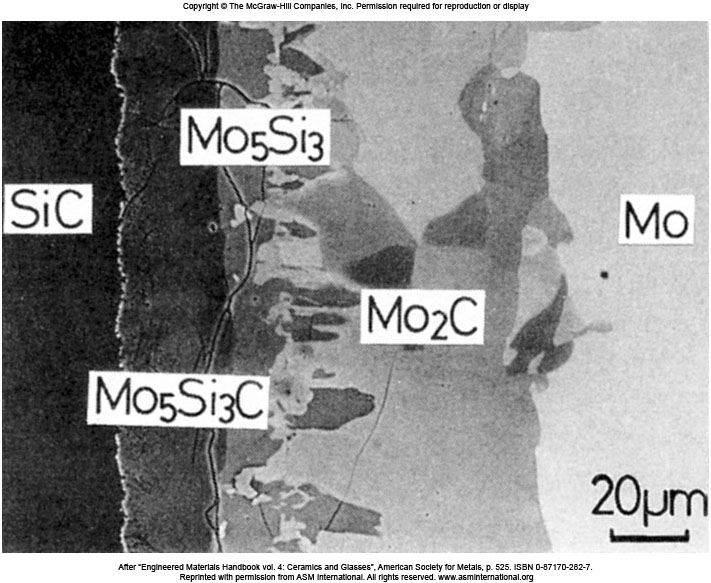 Copyright © The McGraw-Hill Companies, Inc. Permission required for reproduction or display
Mo5Si3
SiC
Mo
Mo2C
Mo5Si3C
20µm
After "Engineered Materials Handbook vol. 4: Ceramics and Glasses", American Society for Metals, p. 525. ISBN 0-87170-282-7.
Reprinted with permission from ASM International. All rights reserved. www.asminternational.org